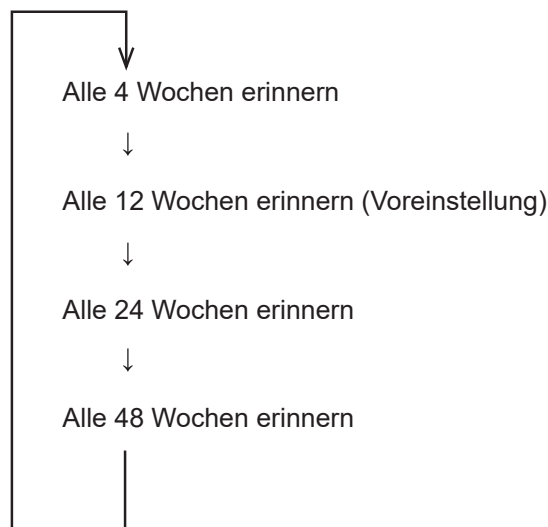 Alle 4 Wochen erinnern
↓
Alle 12 Wochen erinnern (Voreinstellung)
↓
Alle 24 Wochen erinnern
↓
Alle 48 Wochen erinnern